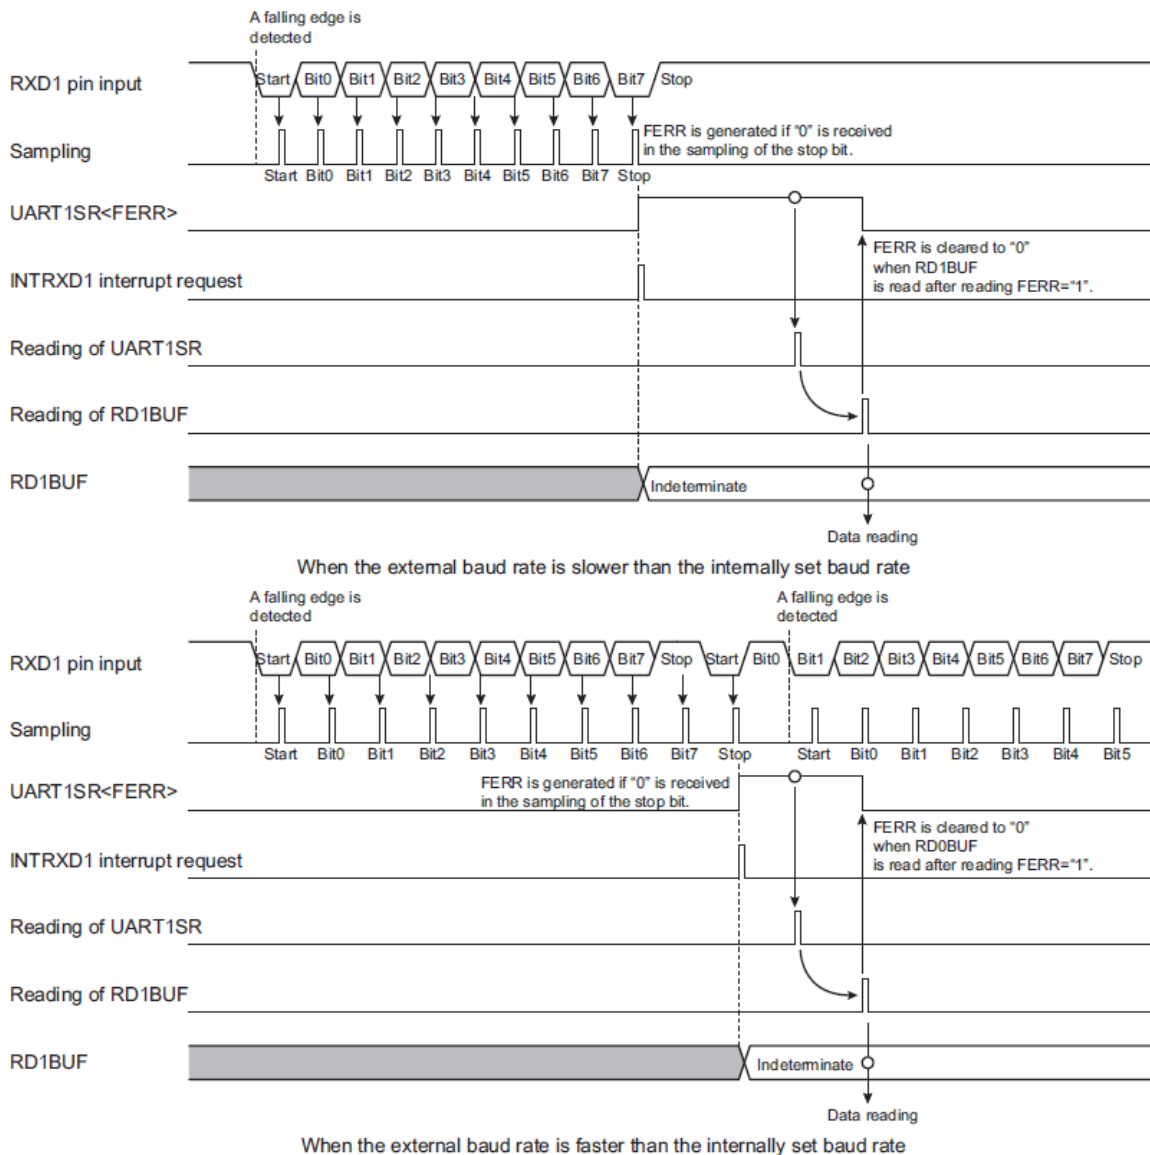 A falling edge is
detected
RXD1 pin input
Start Bit0 Bit1 Bit2 Bit3 Bit4 Bit5 Bit6 Bit7 Stop
FERR is generated if "0" is received
in the sampling of the stop bit.
Sampling
Start Bit0 Bit1 Bit2 Bit3 Bit4 Bit5 Bit6 Bit7 Stop
UART1SR<FERR>
FERR is cleared to "0"
when RD1BUF
is read after reading FERR="1".
INTRXD1 interrupt request
Reading of UART1SR
Reading of RD1BUF
RD1BUF
Indeterminate
Data reading
When the external baud rate is slower than the internally set baud rate
A falling edge is
detected
A falling edge is
detected
RXD1 pin input
Start Bit0 Bit1 Bit2 Bit3 Bit4 Bit5 Bit6 Bit7 Stop Start Bit0 Bit1 Bit2 Bit3 Bit4 Bit5 Bit6 Bit7 Stop
Sampling
Start Bit0 Bit1 Bit2 Bit3 Bit4 Bit5 Bit6 Bit7 Stop Start Bit0 Bit1 Bit2 Bit3 Bit4 Bit5
FERR is generated if "0" is received
in the sampling of the stop bit.
UART1SR<FERR>
FERR is cleared to "0"
when RD0BUF
is read after reading FERR="1".
INTRXD1 interrupt request
Reading of UART1SR
Reading of RD1BUF
RD1BUF
Indeterminate
Data reading
When the external baud rate is faster than the internally set baud rate